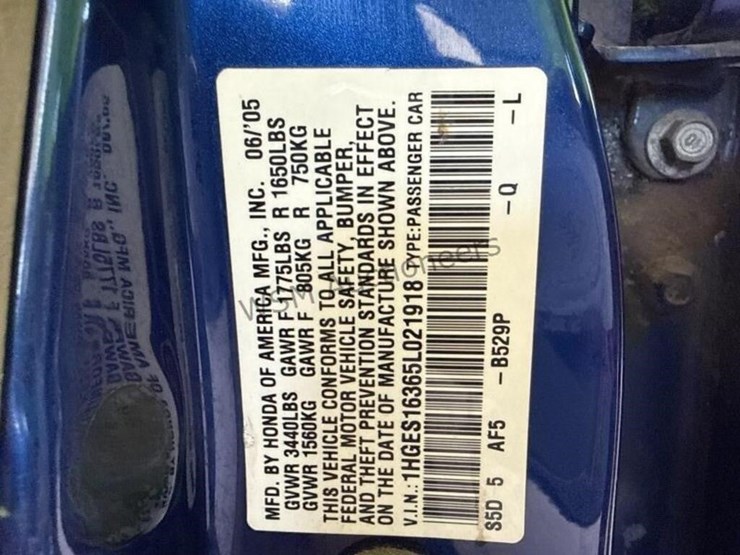 MFD. BY HONDA OF AMERICA MFG., INC. 06/'05
GVWR 3440LBS GAWR F 1775LBS R 1650LBS
GVWR 1560KG GAWR F 805KG R 750KG
THIS VEHICLE CONFORMS TO ALL APPLICABLE
FEDERAL MOTOR VEHICLE SAFETY, BUMPER,
AND THEFT PREVENTION STANDARDS IN EFFECT
ON THE DATE OF MANUFACTURE SHOWN ABOVE.
V.I.N.: 1HGES16365L021918 TYPE:PASSENGER CAR
S5D 5 AF5 – B529P – Q – L